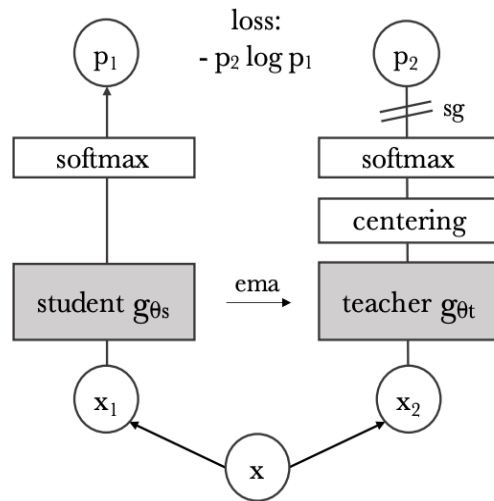 loss:
- p₂ log p₁
p₁
p₂
sg
softmax
softmax
centering
student gθs
ema
teacher gθt
x₁
x₂
x